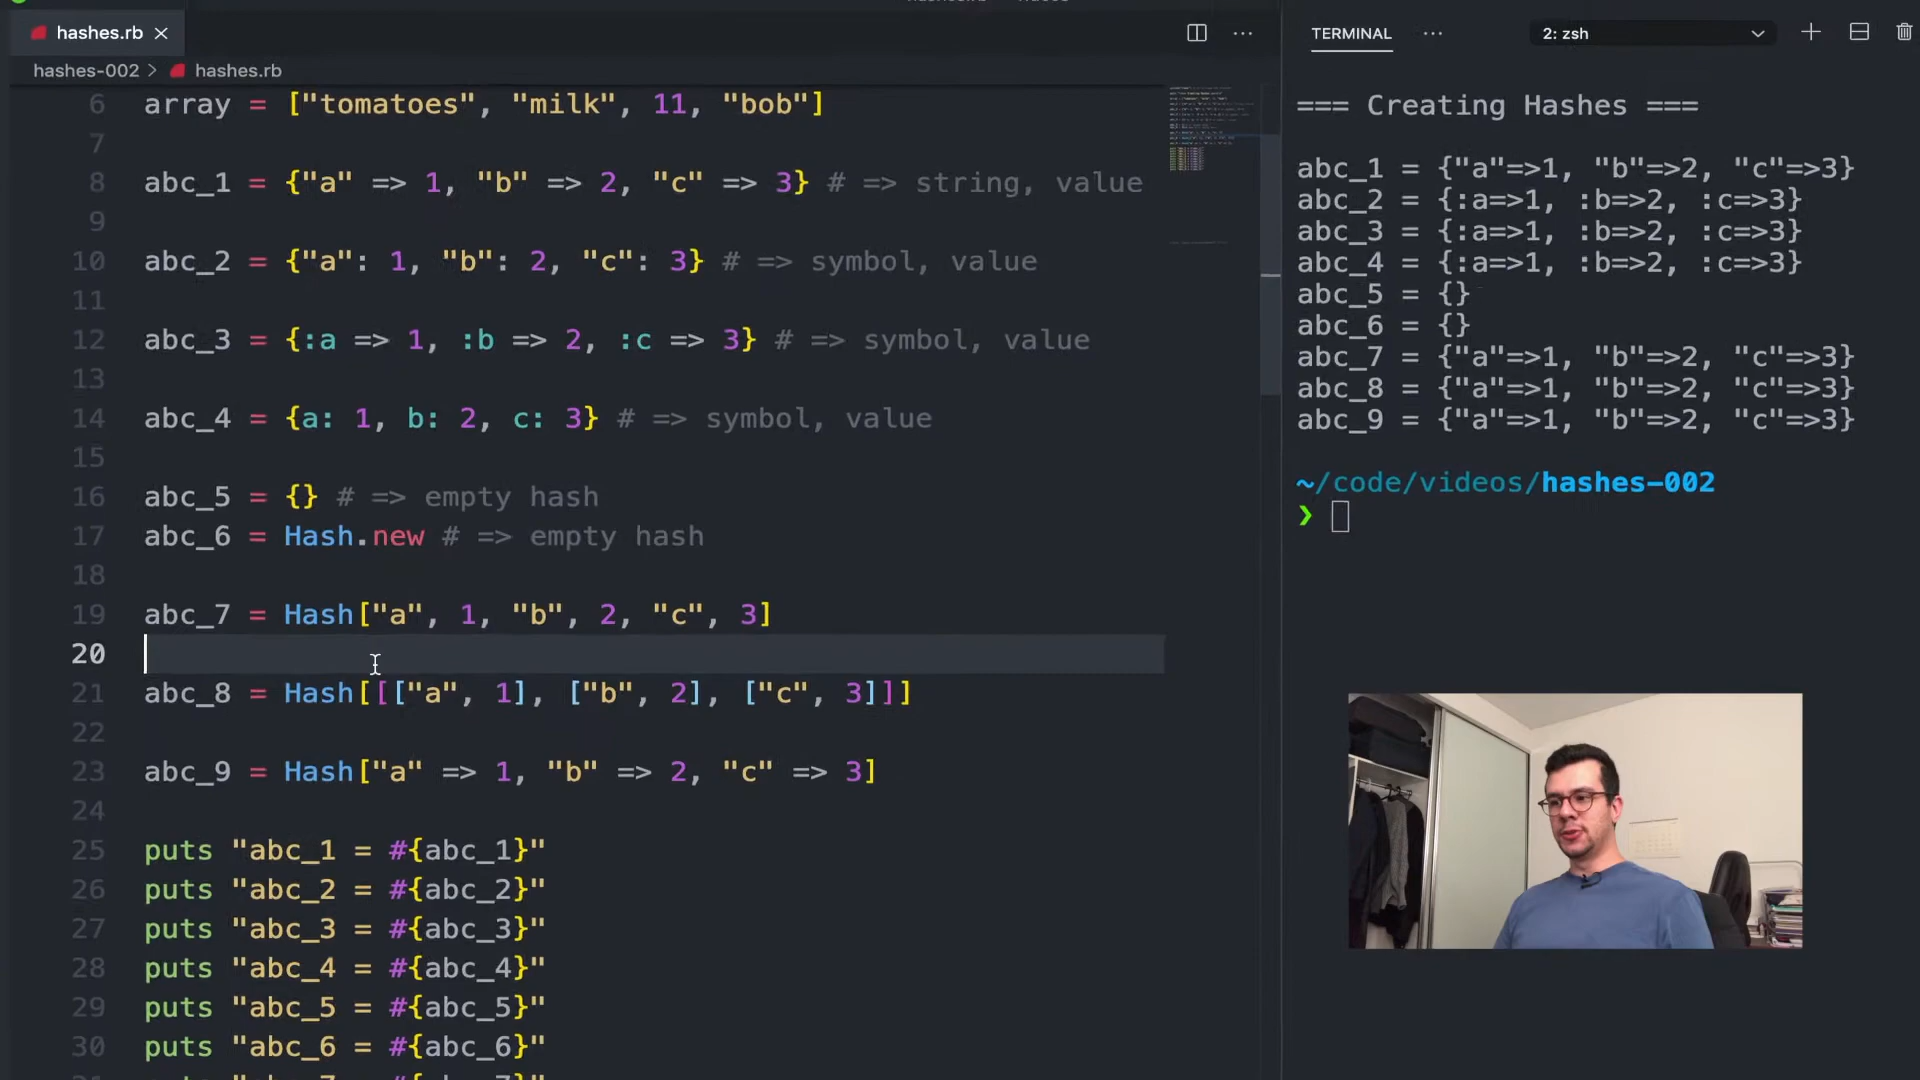 hashes.rb
hashes-002 > hashes.rb
6 array = ["tomatoes", "milk", 11, "bob"]
7
8 abc_1 = {"a" => 1, "b" => 2, "c" => 3} # => string, value
9
10 abc_2 = {"a": 1, "b": 2, "c": 3} # => symbol, value
11
12 abc_3 = {:a => 1, :b => 2, :c => 3} # => symbol, value
13
14 abc_4 = {a: 1, b: 2, c: 3} # => symbol, value
15
16 abc_5 = {} # => empty hash
17 abc_6 = Hash.new # => empty hash
18
19 abc_7 = Hash["a", 1, "b", 2, "c", 3]
20
21 abc_8 = Hash[[["a", 1], ["b", 2], ["c", 3]]]
22
23 abc_9 = Hash["a" => 1, "b" => 2, "c" => 3]
24
25 puts "abc_1 = #{abc_1}"
26 puts "abc_2 = #{abc_2}"
27 puts "abc_3 = #{abc_3}"
28 puts "abc_4 = #{abc_4}"
29 puts "abc_5 = #{abc_5}"
30 puts "abc_6 = #{abc_6}"
TERMINAL
2: zsh
=== Creating Hashes ===
abc_1 = {"a"=>1, "b"=>2, "c"=>3}
abc_2 = {:a=>1, :b=>2, :c=>3}
abc_3 = {:a=>1, :b=>2, :c=>3}
abc_4 = {:a=>1, :b=>2, :c=>3}
abc_5 = {}
abc_6 = {}
abc_7 = {"a"=>1, "b"=>2, "c"=>3}
abc_8 = {"a"=>1, "b"=>2, "c"=>3}
abc_9 = {"a"=>1, "b"=>2, "c"=>3}
~/code/videos/hashes-002
❯